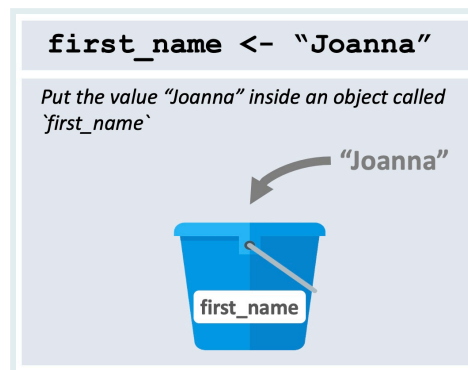 first_name <- “Joanna”
Put the value “Joanna” inside an object called
`first_name`
“Joanna”
first_name